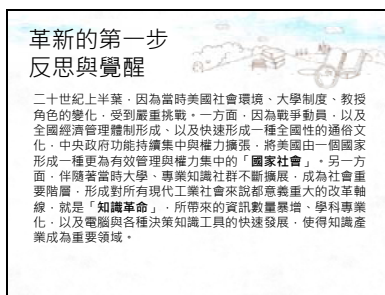 革新的第一步
反思與覺醒
二十世紀上半葉，因為當時美國社會環境、大學制度、教授
角色的變化，受到嚴重挑戰。一方面，因為戰爭動員，以及
全國經濟管理體制形成、以及快速形成一種全國性的通俗文
化，中央政府功能持續集中與權力擴張，將美國由一個國家
形成一種更為有效管理與權力集中的「國家社會」。另一方
面，伴隨著當時大學、專業知識社群不斷擴展，成為社會重
要階層，形成對所有現代工業社會來說都意義重大的改革軸
線，就是「知識革命」，所帶來的資訊數量暴增、學科專業
化，以及電腦與各種決策知識工具的快速發展，使得知識產
業成為重要領域。